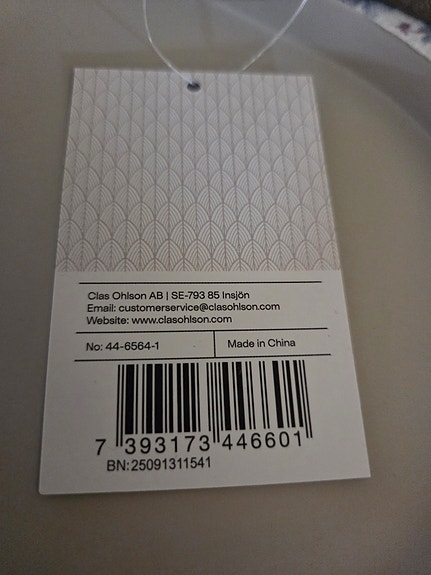 Clas Ohlson AB | SE-793 85 Insjön
Email: customerservice@clasohlson.com
Website: www.clasohlson.com
No: 44-6564-1
Made in China
7 393173 446601
BN:25091311541